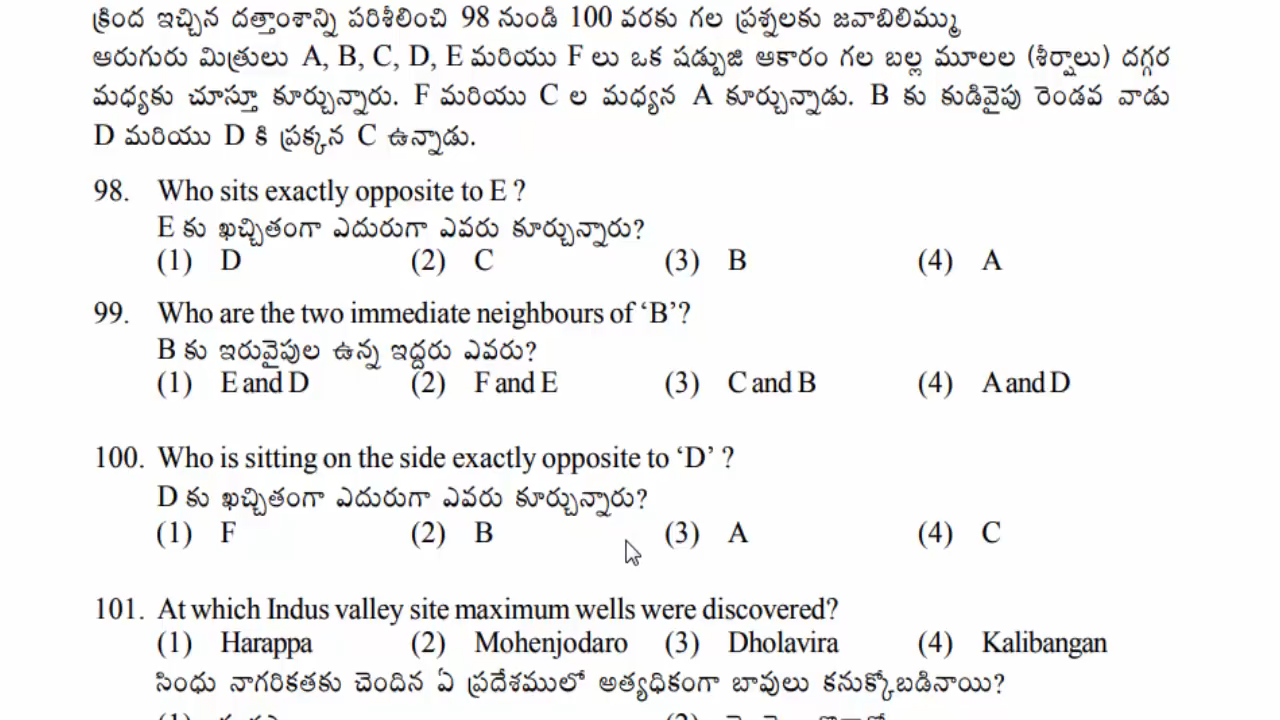 క్రింద ఇచ్చిన దత్తాంశాన్ని పరిశీలించి 98 నుండి 100 వరకు గల ప్రశ్నలకు జవాబిలిమ్ము
ఆరుగురు మిత్రులు A, B, C, D, E మరియు F లు ఒక షడ్భుజి ఆకారం గల బల్ల మూలల (శీర్షాలు) దగ్గర
మధ్యకు చూస్తూ కూర్చున్నారు. F మరియు C ల మధ్యన A కూర్చున్నాడు. B కు కుడివైపు రెండవ వాడు
D మరియు D కి ప్రక్కన C ఉన్నాడు.
98. Who sits exactly opposite to E ?
E కు ఖచ్చితంగా ఎదురుగా ఎవరు కూర్చున్నారు?
(1) D (2) C (3) B (4) A
99. Who are the two immediate neighbours of ‘B’?
B కు ఇరువైపుల ఉన్న ఇద్దరు ఎవరు?
(1) E and D (2) F and E (3) C and B (4) A and D
100. Who is sitting on the side exactly opposite to ‘D’ ?
D కు ఖచ్చితంగా ఎదురుగా ఎవరు కూర్చున్నారు?
(1) F (2) B (3) A (4) C
101. At which Indus valley site maximum wells were discovered?
(1) Harappa (2) Mohenjodaro (3) Dholavira (4) Kalibangan
సింధు నాగరికతకు చెందిన ఏ ప్రదేశములో అత్యధికంగా బావులు కనుక్కోబడినాయి?